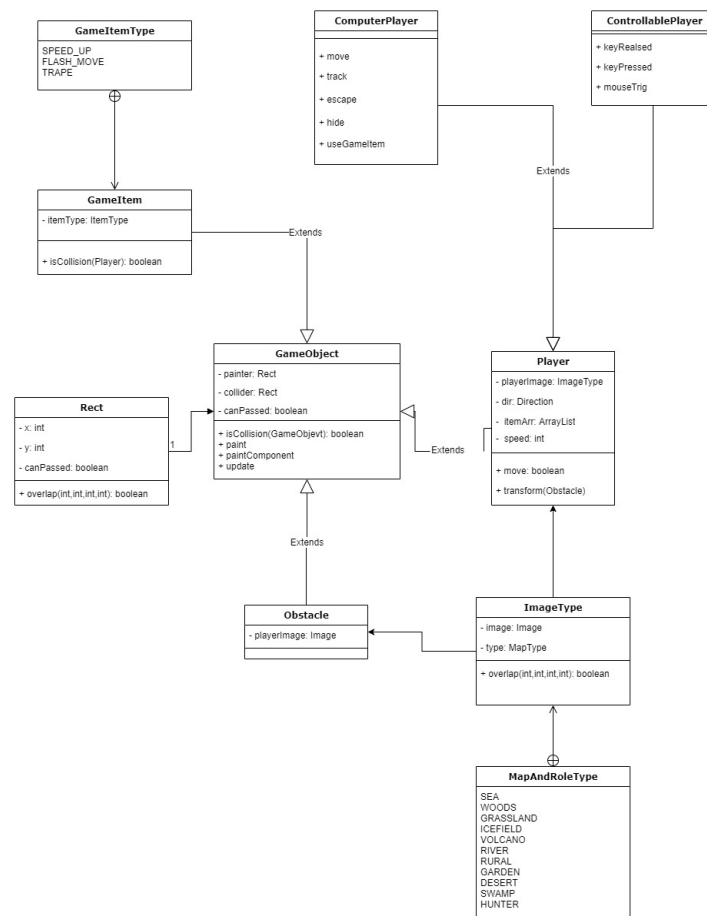 GameItemType
SPEED_UP
FLASH_MOVE
TRAPE
ComputerPlayer
+ move
+ track
+ escape
+ hide
+ useGameItem
ControllablePlayer
+ keyRealsed
+ keyPressed
+ mouseTrig
Extends
GameItem
- itemType: ItemType
+ isCollision(Player): boolean
Extends
GameObject
- painter: Rect
- collider: Rect
- canPassed: boolean
+ isCollision(GameObjevt): boolean
+ paint
+ paintComponent
+ update
Player
- playerImage: ImageType
- dir: Direction
- itemArr: ArrayList
- speed: int
+ move: boolean
+ transform(Obstacle)
Rect
- x: int
- y: int
- canPassed: boolean
+ overlap(int,int,int,int): boolean
1
Extends
Extends
Obstacle
- playerImage: Image
ImageType
- image: Image
- type: MapType
+ overlap(int,int,int,int): boolean
MapAndRoleType
SEA
WOODS
GRASSLAND
ICEFIELD
VOLCANO
RIVER
RURAL
GARDEN
DESERT
SWAMP
HUNTER